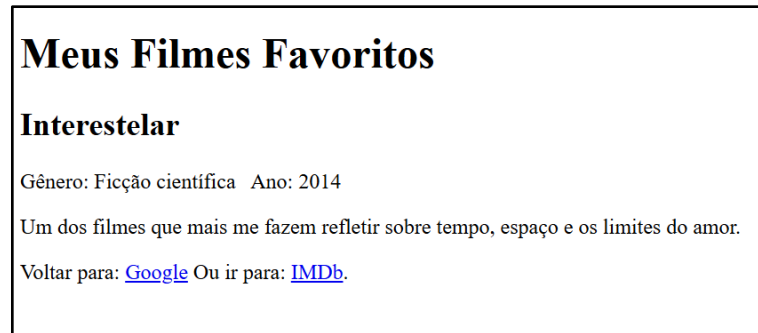 Meus Filmes Favoritos
Interestelar
Gênero: Ficção científica   Ano: 2014
Um dos filmes que mais me fazem refletir sobre tempo, espaço e os limites do amor.
Voltar para: Google Ou ir para: IMDb.